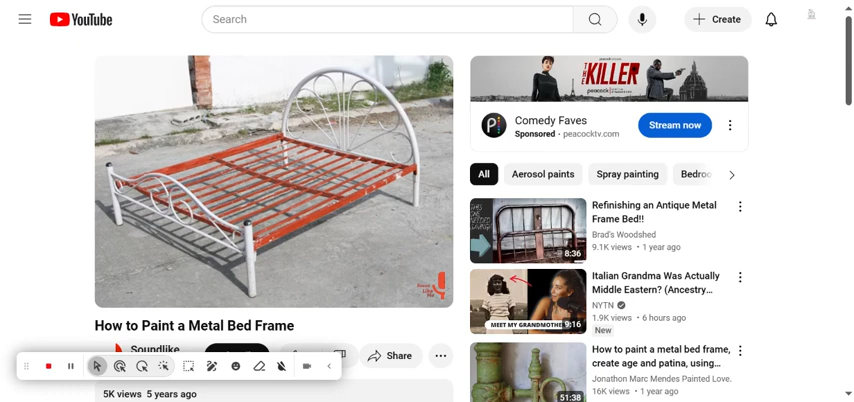 YouTube
Search
Create
THE KILLER
peacock
Comedy Faves
Sponsored • peacocktv.com
Stream now
All
Aerosol paints
Spray painting
Bedroo
Refinishing an Antique Metal
Frame Bed!!
Brad's Woodshed
9.1K views • 1 year ago
8:36
Italian Grandma Was Actually
Middle Eastern? (Ancestry…
NYTN
1.9K views • 6 hours ago
New
MEET MY GRANDMOTHE
9:16
How to paint a metal bed frame,
create age and patina, using…
Jonathon Marc Mendes Painted Love.
16K views • 1 year ago
51:38
How to Paint a Metal Bed Frame
Soundlike
Share
5K views 5 years ago